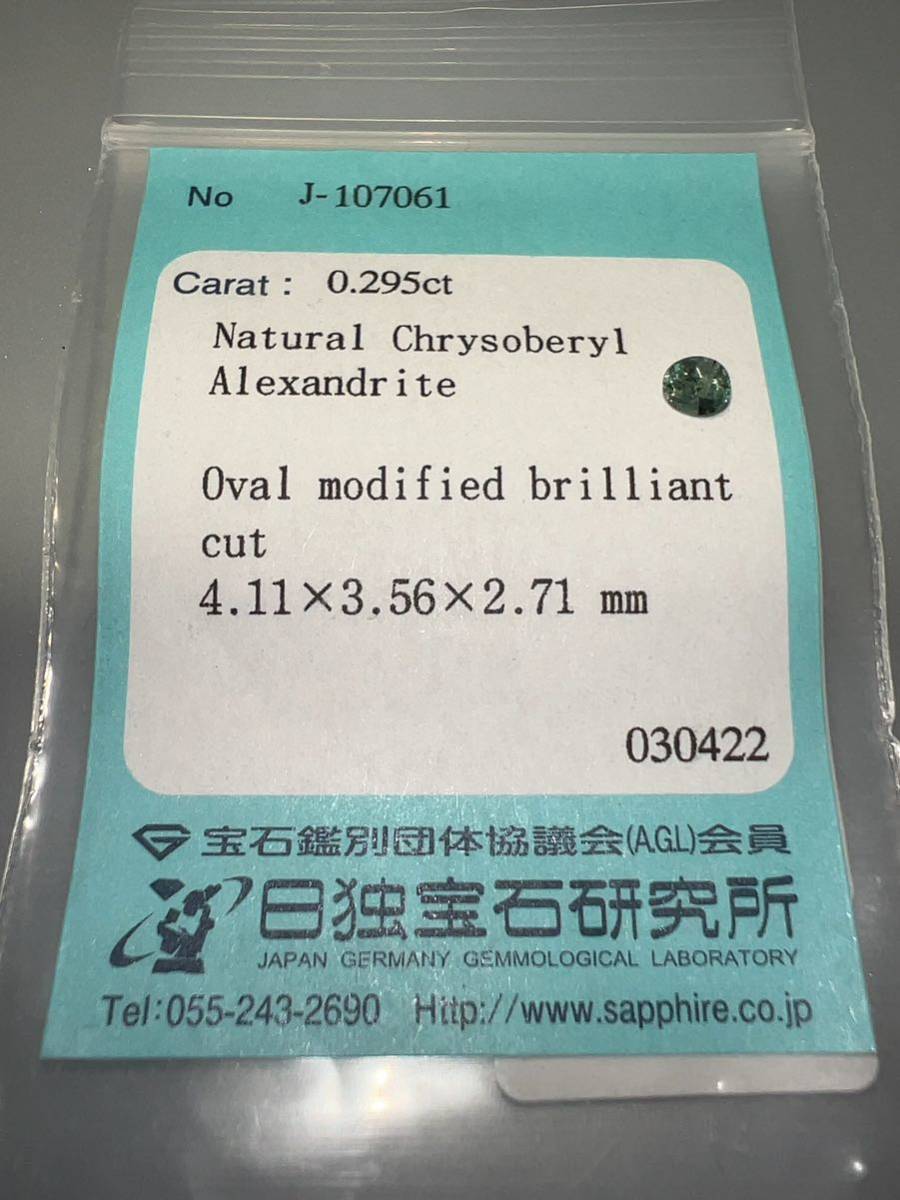 No J-107061
Carat : 0.295ct
Natural Chrysoberyl
Alexandrite
Oval modified brilliant
cut
4.11×3.56×2.71 mm
030422
宝石鑑別団体協議会(A.G.L)会員
日独宝石研究所
JAPAN GERMANY GEMMOLOGICAL LABORATORY
Tel:055-243-2690 Http://www.sapphire.co.jp